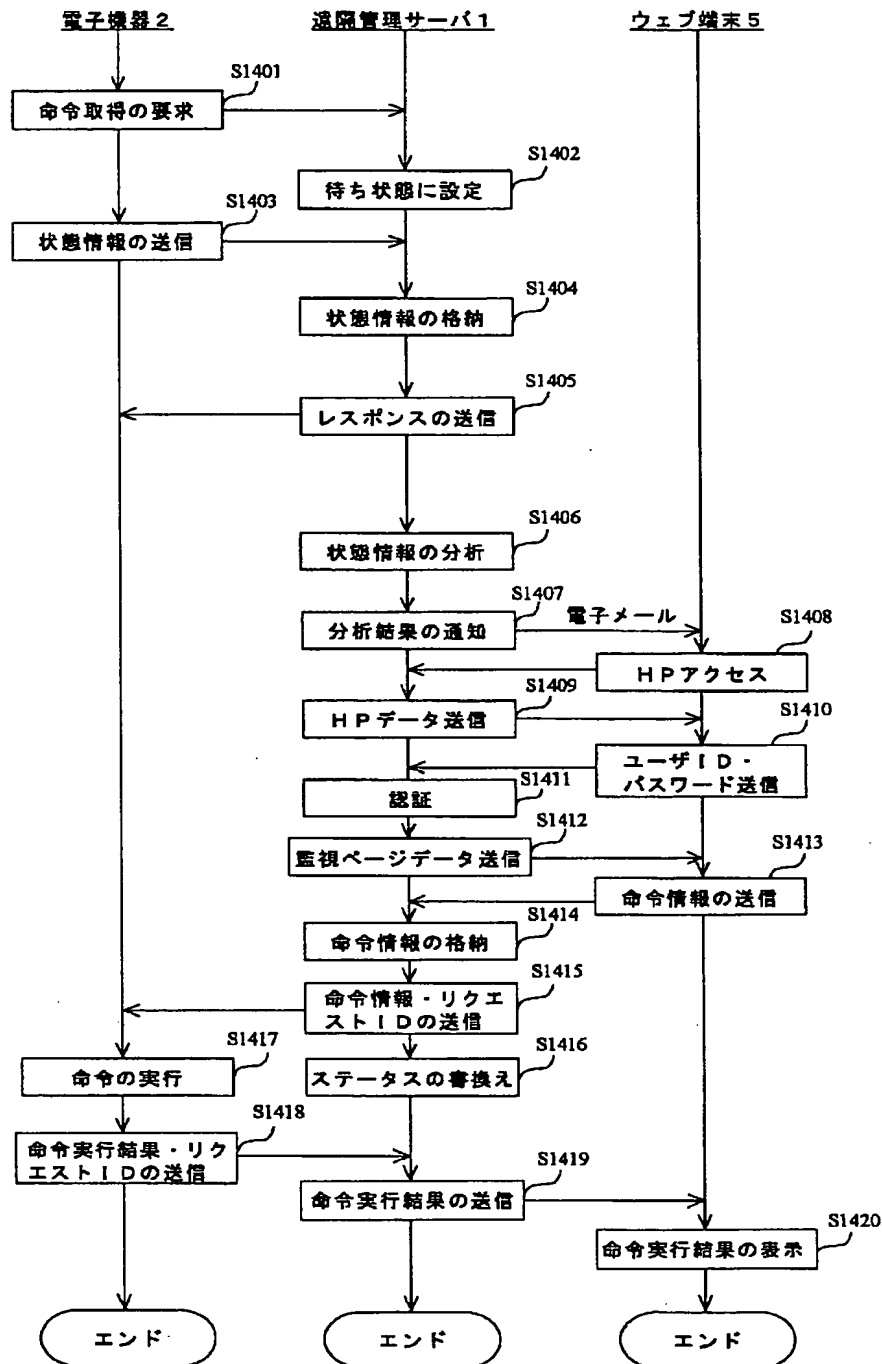 電子機器2
遠隔管理サーバ1
ウェブ端末5
S1401
命令取得の要求
S1402
待ち状態に設定
S1403
状態情報の送信
S1404
状態情報の格納
S1405
レスポンスの送信
S1406
状態情報の分析
S1407
分析結果の通知
電子メール
S1408
HPアクセス
S1409
HPデータ送信
S1410
ユーザID・
パスワード送信
S1411
認証
S1412
監視ページデータ送信
S1413
命令情報の送信
S1414
命令情報の格納
S1415
命令情報・リクエ
ストIDの送信
S1416
ステータスの書換え
S1417
命令の実行
S1418
命令実行結果・リク
エストIDの送信
S1419
命令実行結果の送信
S1420
命令実行結果の表示
エンド
エンド
エンド